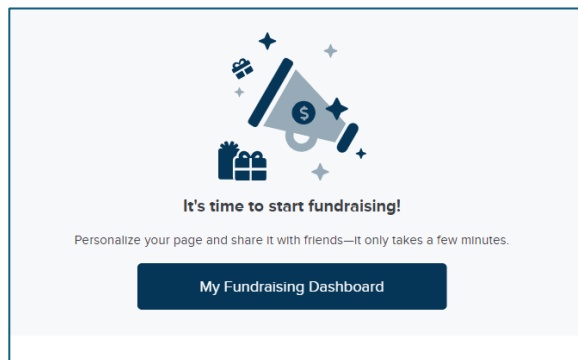 $
It's time to start fundraising!
Personalize your page and share it with friends—it only takes a few minutes.
My Fundraising Dashboard